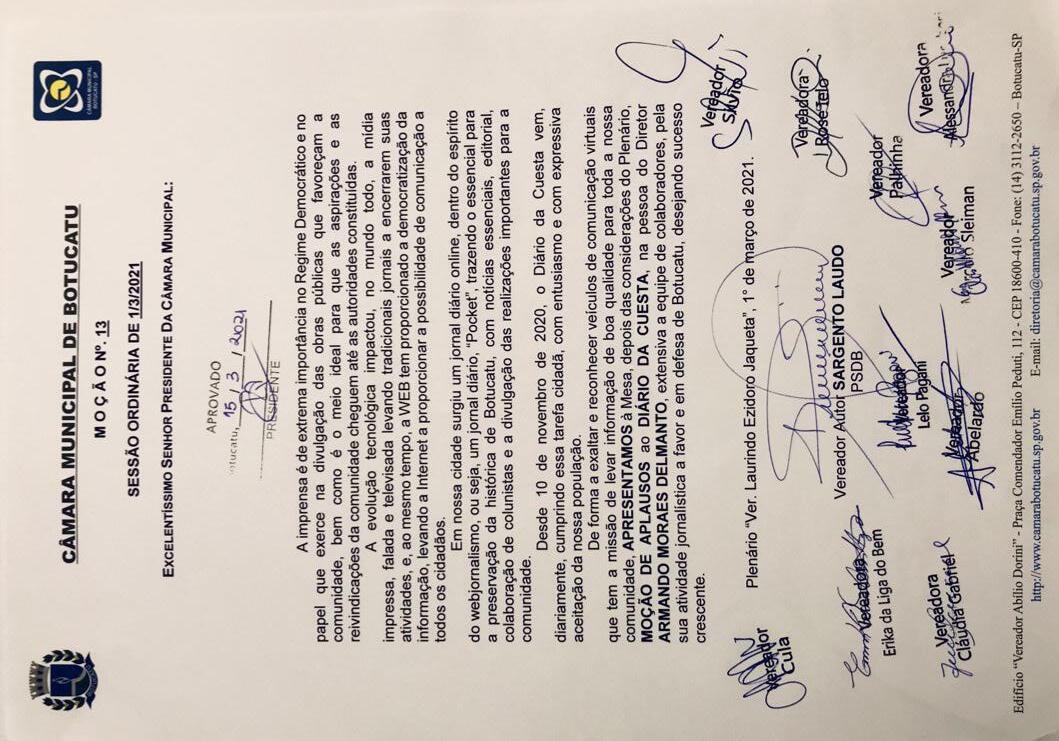 CÂMARA MUNICIPAL DE BOTUCATU
CÂMARA MUNICIPAL
BOTUCATU - SP
MOÇÃO Nº. 13
SESSÃO ORDINÁRIA DE 1/3/2021
EXCELENTÍSSIMO SENHOR PRESIDENTE DA CÂMARA MUNICIPAL:
APROVADO
Botucatu, 15 / 3 / 2021
PRESIDENTE
A imprensa é de extrema importância no Regime Democrático e no
papel que exerce na divulgação das obras públicas que favoreçam a
comunidade, bem como é o meio ideal para que as aspirações e as
reivindicações da comunidade cheguem até as autoridades constituídas.
A evolução tecnológica impactou, no mundo todo, a mídia
impressa, falada e televisada levando tradicionais jornais a encerrarem suas
atividades, e, ao mesmo tempo, a WEB tem proporcionado a democratização da
informação, levando a Internet a proporcionar a possibilidade de comunicação a
todos os cidadãos.
Em nossa cidade surgiu um jornal diário online, dentro do espírito
do webjornalismo, ou seja, um jornal diário, "Pocket", trazendo o essencial para
a preservação da histórica de Botucatu, com notícias essenciais, editorial,
colaboração de colunistas e a divulgação das realizações importantes para a
comunidade.
Desde 10 de novembro de 2020, o Diário da Cuesta vem,
diariamente, cumprindo essa tarefa cidadã, com entusiasmo e com expressiva
aceitação da nossa população.
De forma a exaltar e reconhecer veículos de comunicação virtuais
que tem a missão de levar informação de boa qualidade para toda a nossa
comunidade, APRESENTAMOS à Mesa, depois das considerações do Plenário,
MOÇÃO DE APLAUSOS ao DIÁRIO DA CUESTA, na pessoa do Diretor
ARMANDO MORAES DELMANTO, extensiva a equipe de colaboradores, pela
sua atividade jornalística a favor e em defesa de Botucatu, desejando sucesso
crescente.
Plenário "Ver. Laurindo Ezidoro Jaqueta", 1º de março de 2021.
Vereador
Cula
Vereador
Silvio
Vereador Autor SARGENTO LAUDO
PSDB
Vereadora
Rose Ielo
Vereadora
Erika da Liga do Bem
Vereador
Lelo Pagani
Vereador
Palhinha
Vereadora
Cláudia Gabriel
Vereador
Abelardo
Vereador
Marcelo Sleiman
Vereadora
Alessandra
Edifício "Vereador Abílio Dorini" - Praça Comendador Emílio Peduti, 112 - CEP 18600-410 - Fone: (14) 3112-2650 – Botucatu-SP
http://www.camarabotucatu.sp.gov.br E-mail: diretoria@camarabotucatu.sp.gov.br